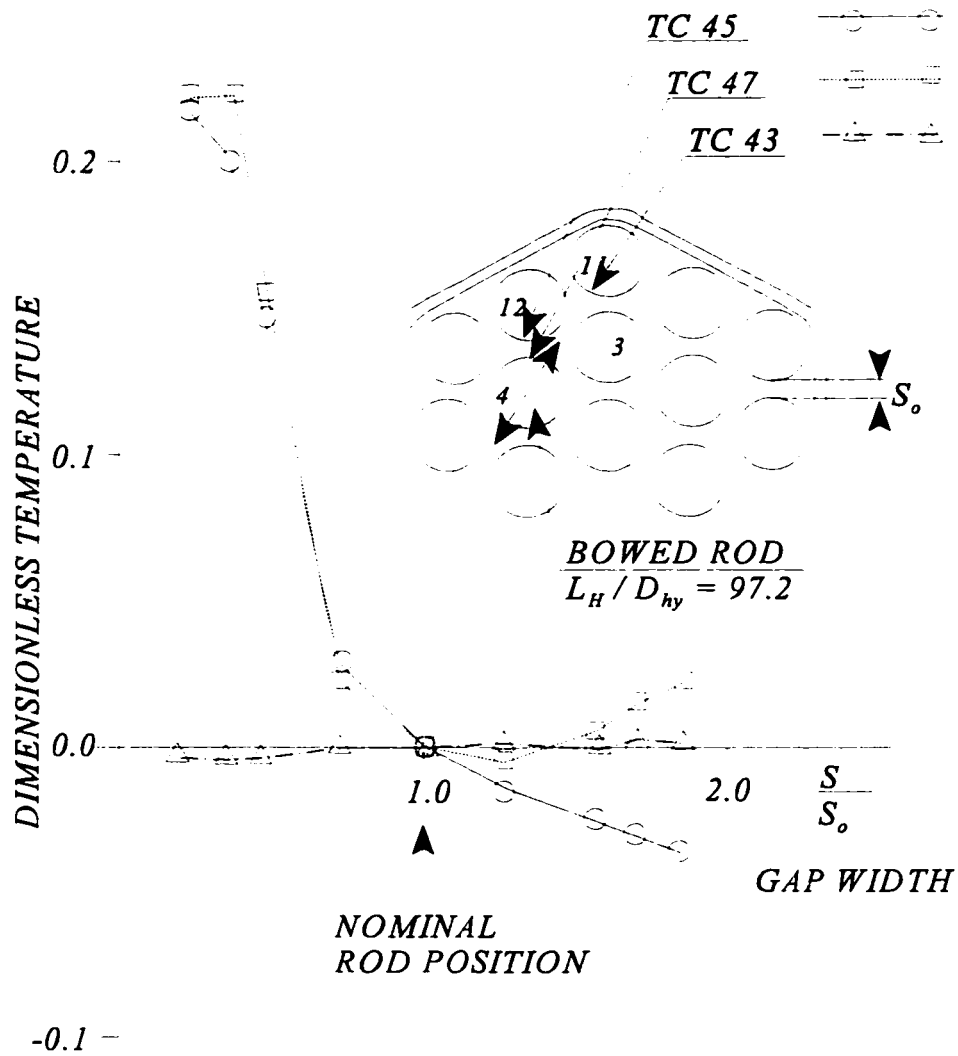 TC 45
TC 47
TC 43
0.2
11
12
3
4
S_o
DIMENSIONLESS TEMPERATURE
0.1
BOWED ROD
L_H / D_hy = 97.2
0.0
1.0
2.0
S
S_o
GAP WIDTH
NOMINAL
ROD POSITION
-0.1